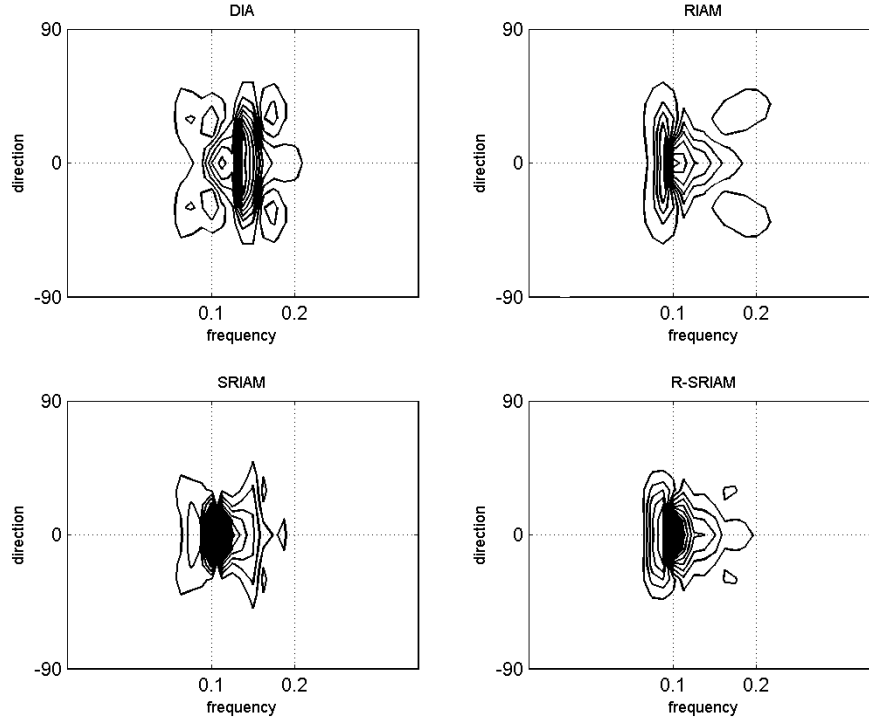 DIA
90
direction
0
-90
0.1
0.2
frequency
RIAM
90
direction
0
-90
0.1
0.2
frequency
SRIAM
90
direction
0
-90
0.1
0.2
frequency
R-SRIAM
90
direction
0
-90
0.1
0.2
frequency